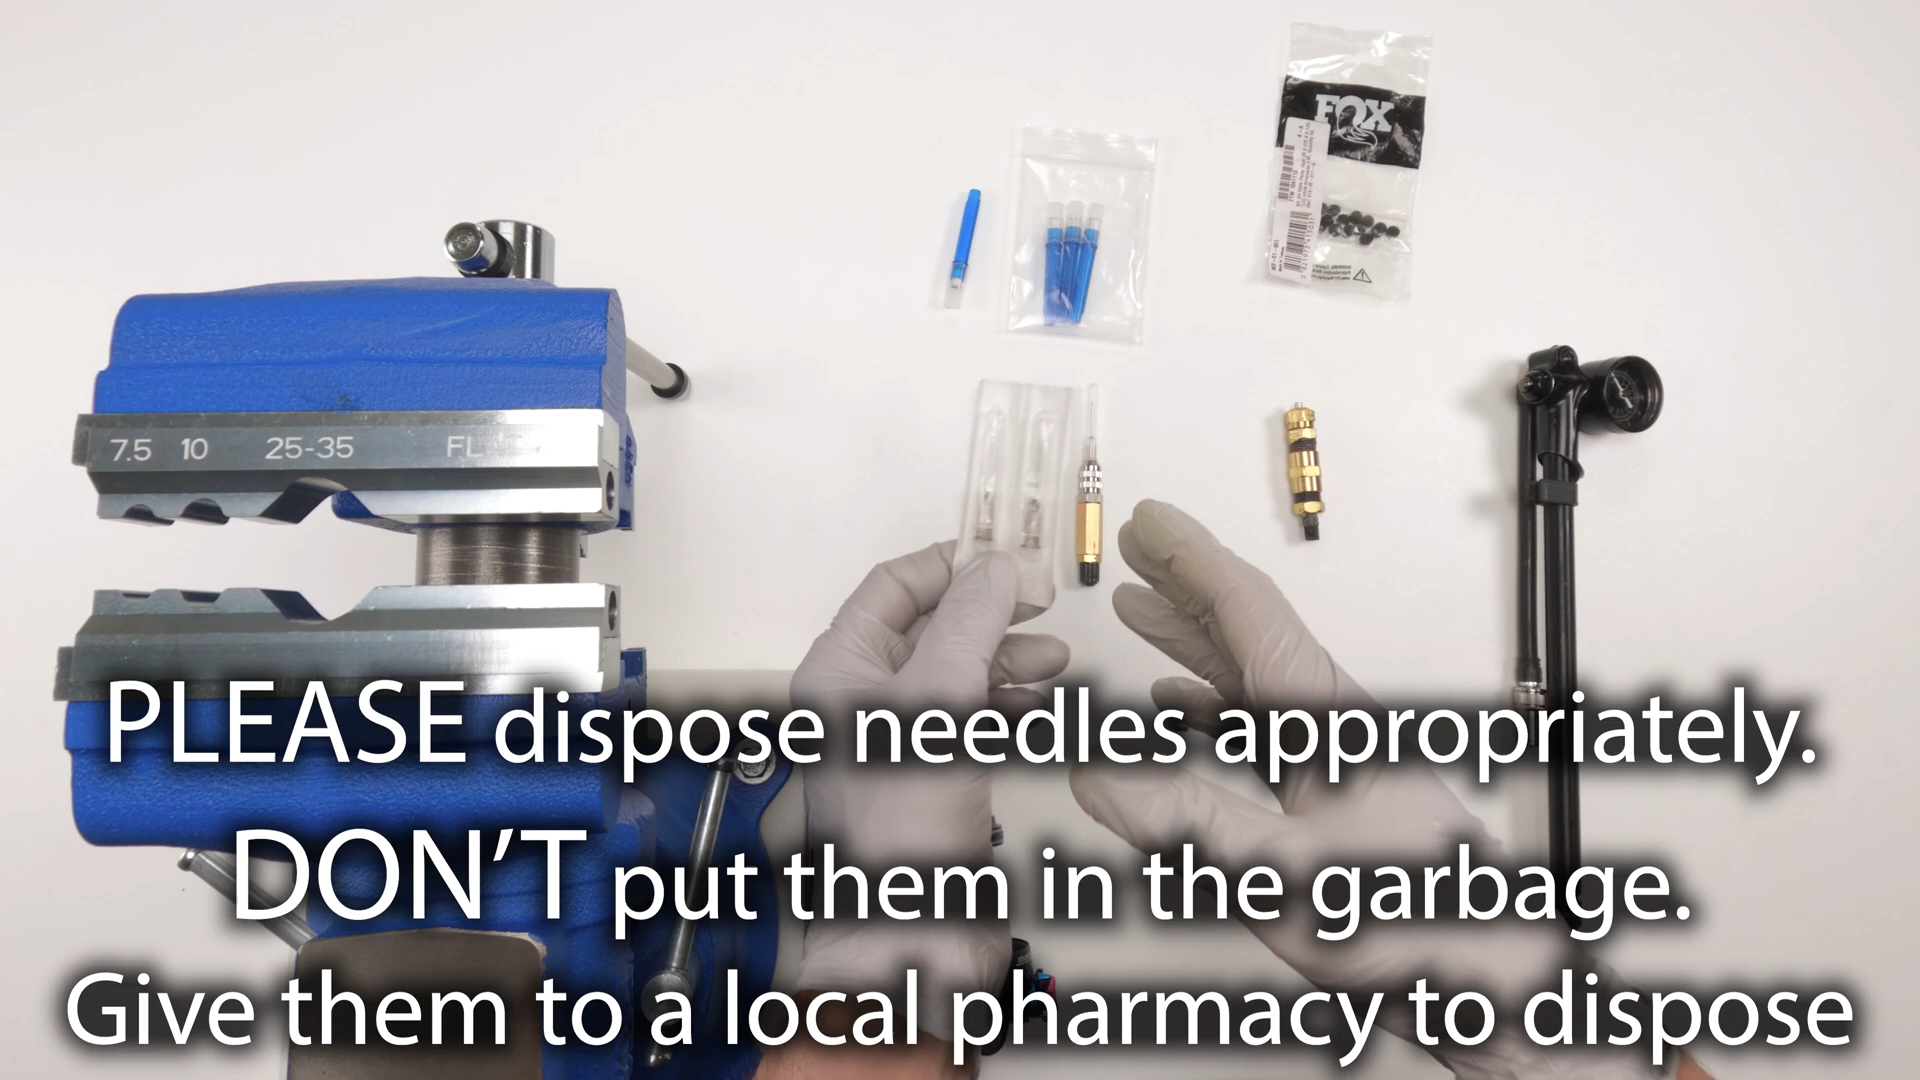 FOX
7.5 10 25-35 FL
PLEASE dispose needles appropriately.
DON'T put them in the garbage.
Give them to a local pharmacy to dispose